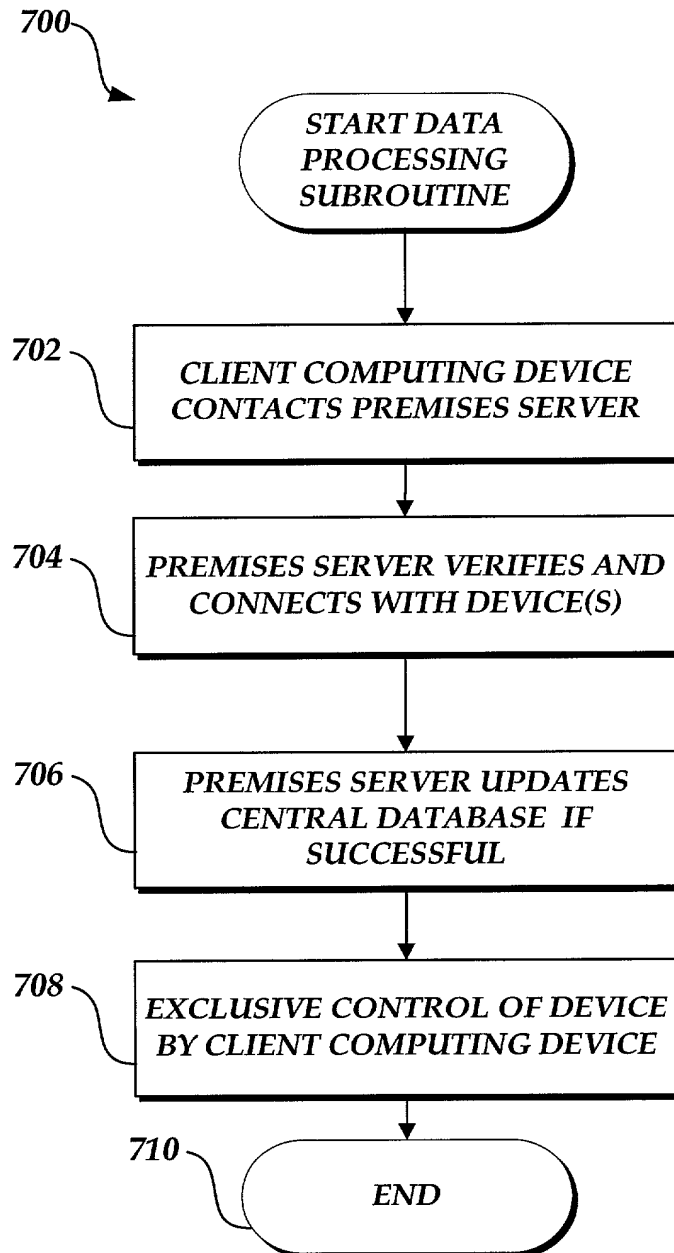 700
START DATA
PROCESSING
SUBROUTINE
702
CLIENT COMPUTING DEVICE
CONTACTS PREMISES SERVER
704
PREMISES SERVER VERIFIES AND
CONNECTS WITH DEVICE(S)
706
PREMISES SERVER UPDATES
CENTRAL DATABASE IF
SUCCESSFUL
708
EXCLUSIVE CONTROL OF DEVICE
BY CLIENT COMPUTING DEVICE
710
END